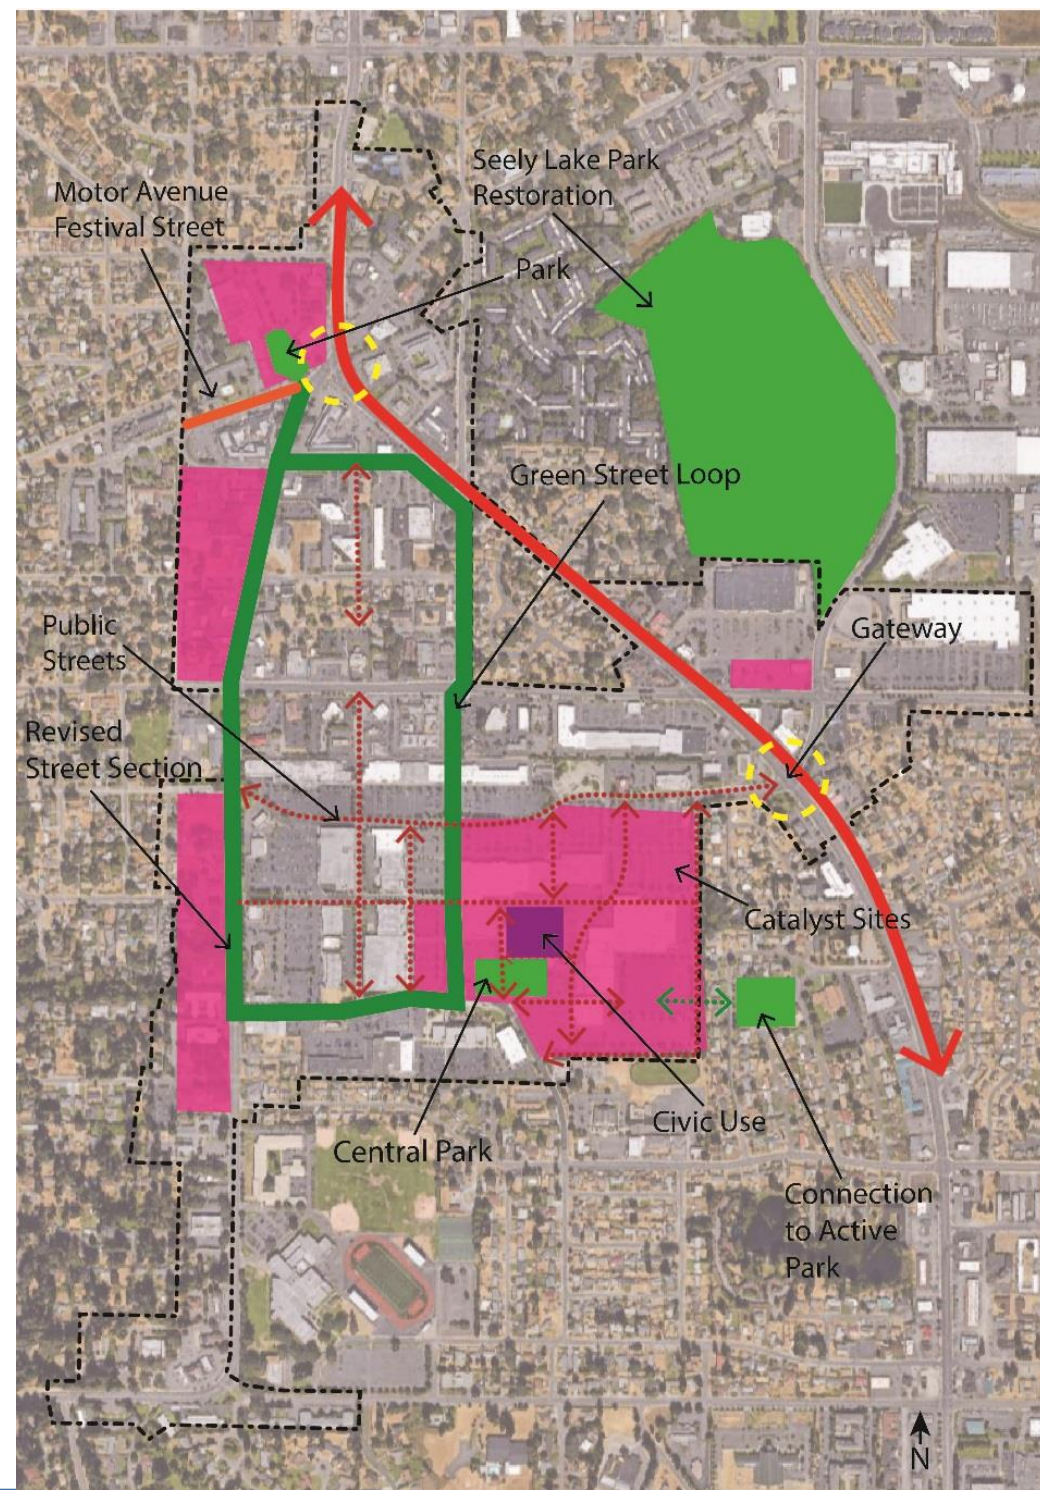 Seely Lake Park
Restoration
Motor Avenue
Festival Street
Park
Green Street Loop
Public
Streets
Gateway
Revised
Street Section
Catalyst Sites
Civic Use
Central Park
Connection
to Active
Park
N